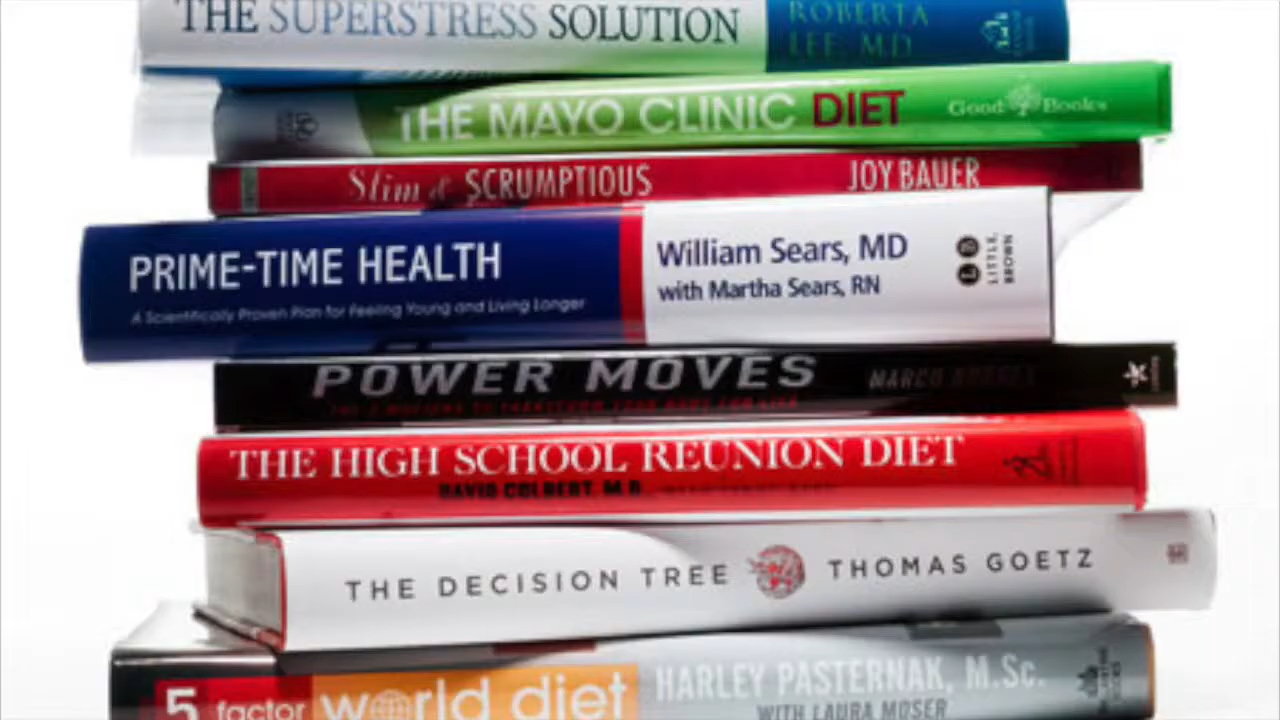 THE SUPERSTRESS SOLUTION
ROBERTA
LEE, M.D.
THE MAYO CLINIC DIET
Good Books
Slim & SCRUMPTIOUS
JOY BAUER
PRIME-TIME HEALTH
A Scientifically Proven Plan for Feeling Young and Living Longer
William Sears, MD
with Martha Sears, RN
LITTLE,
BROWN
POWER MOVES
MARCO
THE HIGH SCHOOL REUNION DIET
DAVID COLBERT, M.D.
THE DECISION TREE
THOMAS GOETZ
5 factor world diet
HARLEY PASTERNAK, M.Sc.
WITH LAURA MOSER